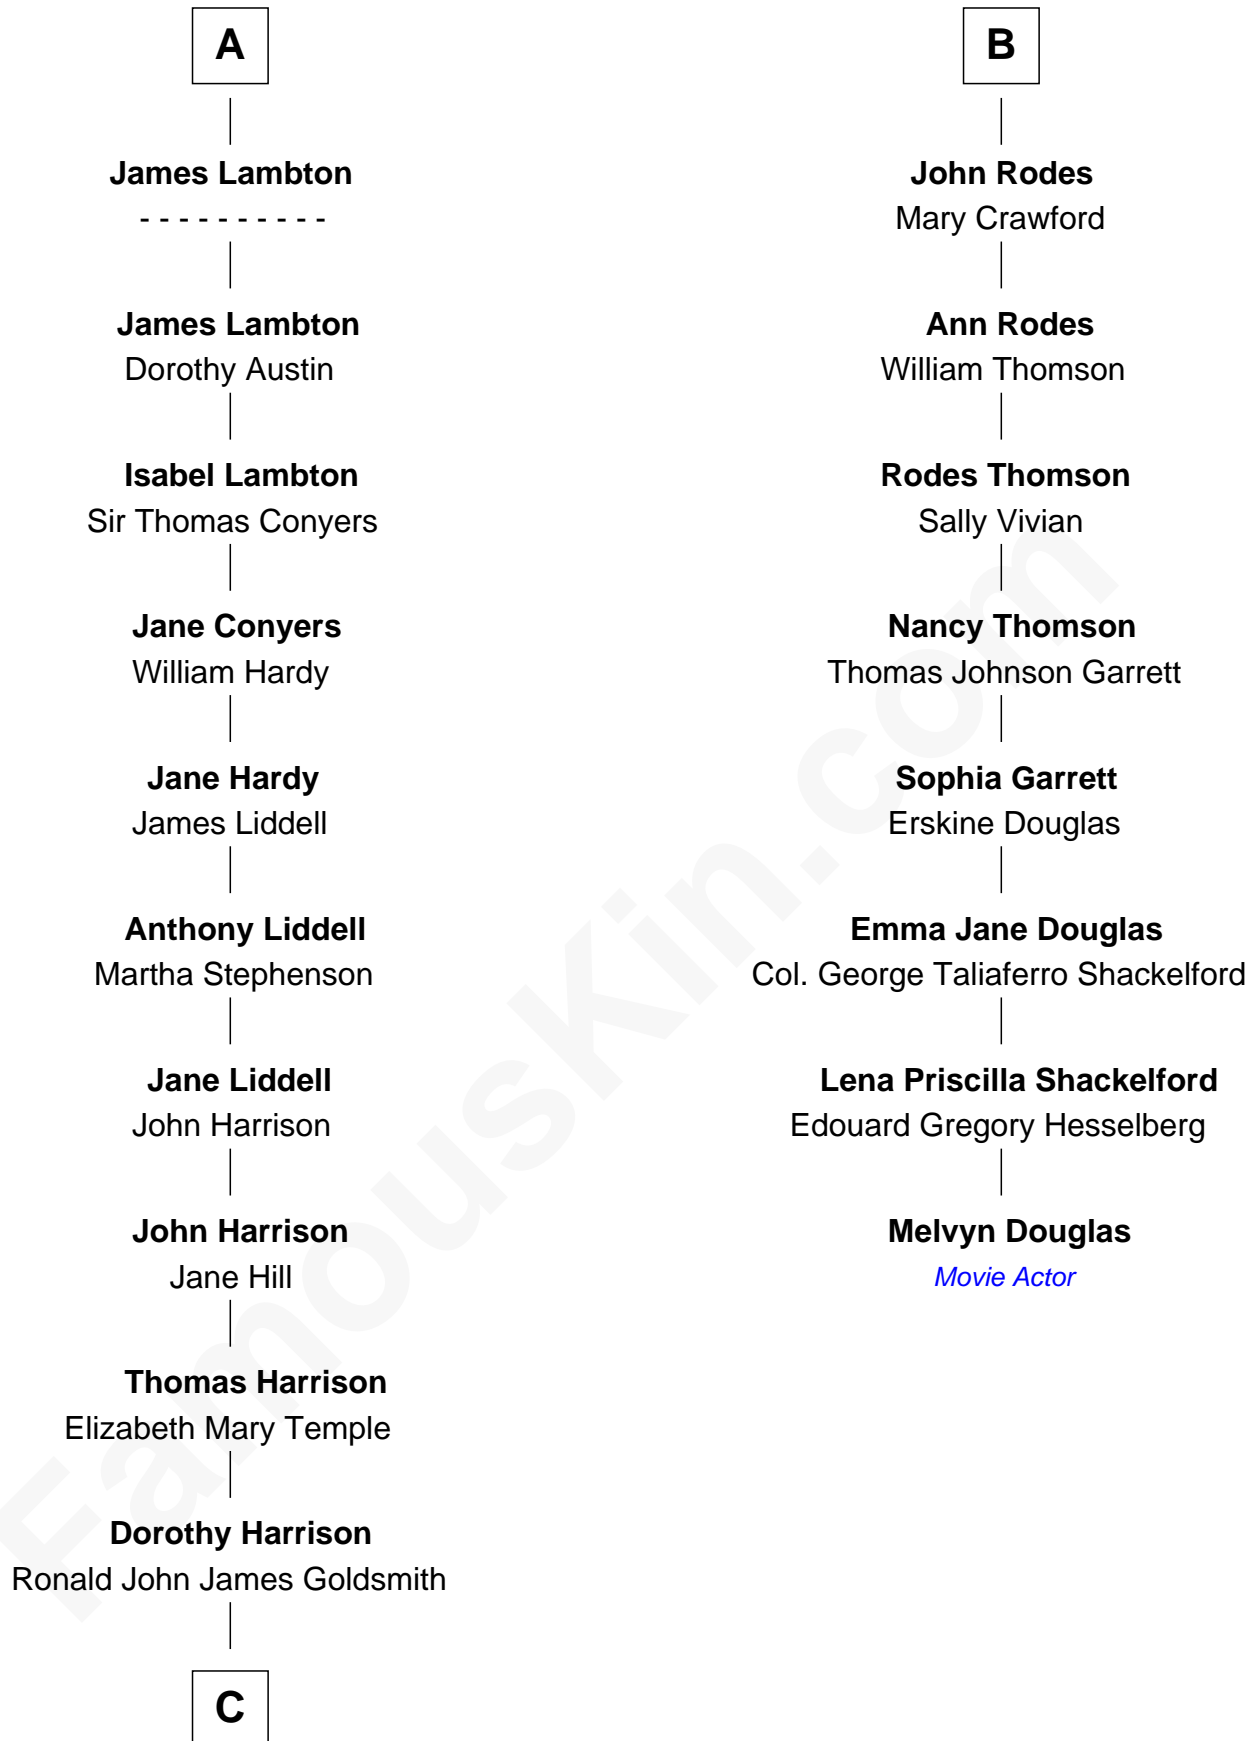 A
James Lambton
- - - - - - - - - -
James Lambton
Dorothy Austin
Isabel Lambton
Sir Thomas Conyers
Jane Conyers
William Hardy
Jane Hardy
James Liddell
Anthony Liddell
Martha Stephenson
Jane Liddell
John Harrison
John Harrison
Jane Hill
Thomas Harrison
Elizabeth Mary Temple
Dorothy Harrison
Ronald John James Goldsmith
C
B
John Rodes
Mary Crawford
Ann Rodes
William Thomson
Rodes Thomson
Sally Vivian
Nancy Thomson
Thomas Johnson Garrett
Sophia Garrett
Erskine Douglas
Emma Jane Douglas
Col. George Taliaferro Shackelford
Lena Priscilla Shackelford
Edouard Gregory Hesselberg
Melvyn Douglas
Movie Actor
FamousKin.com